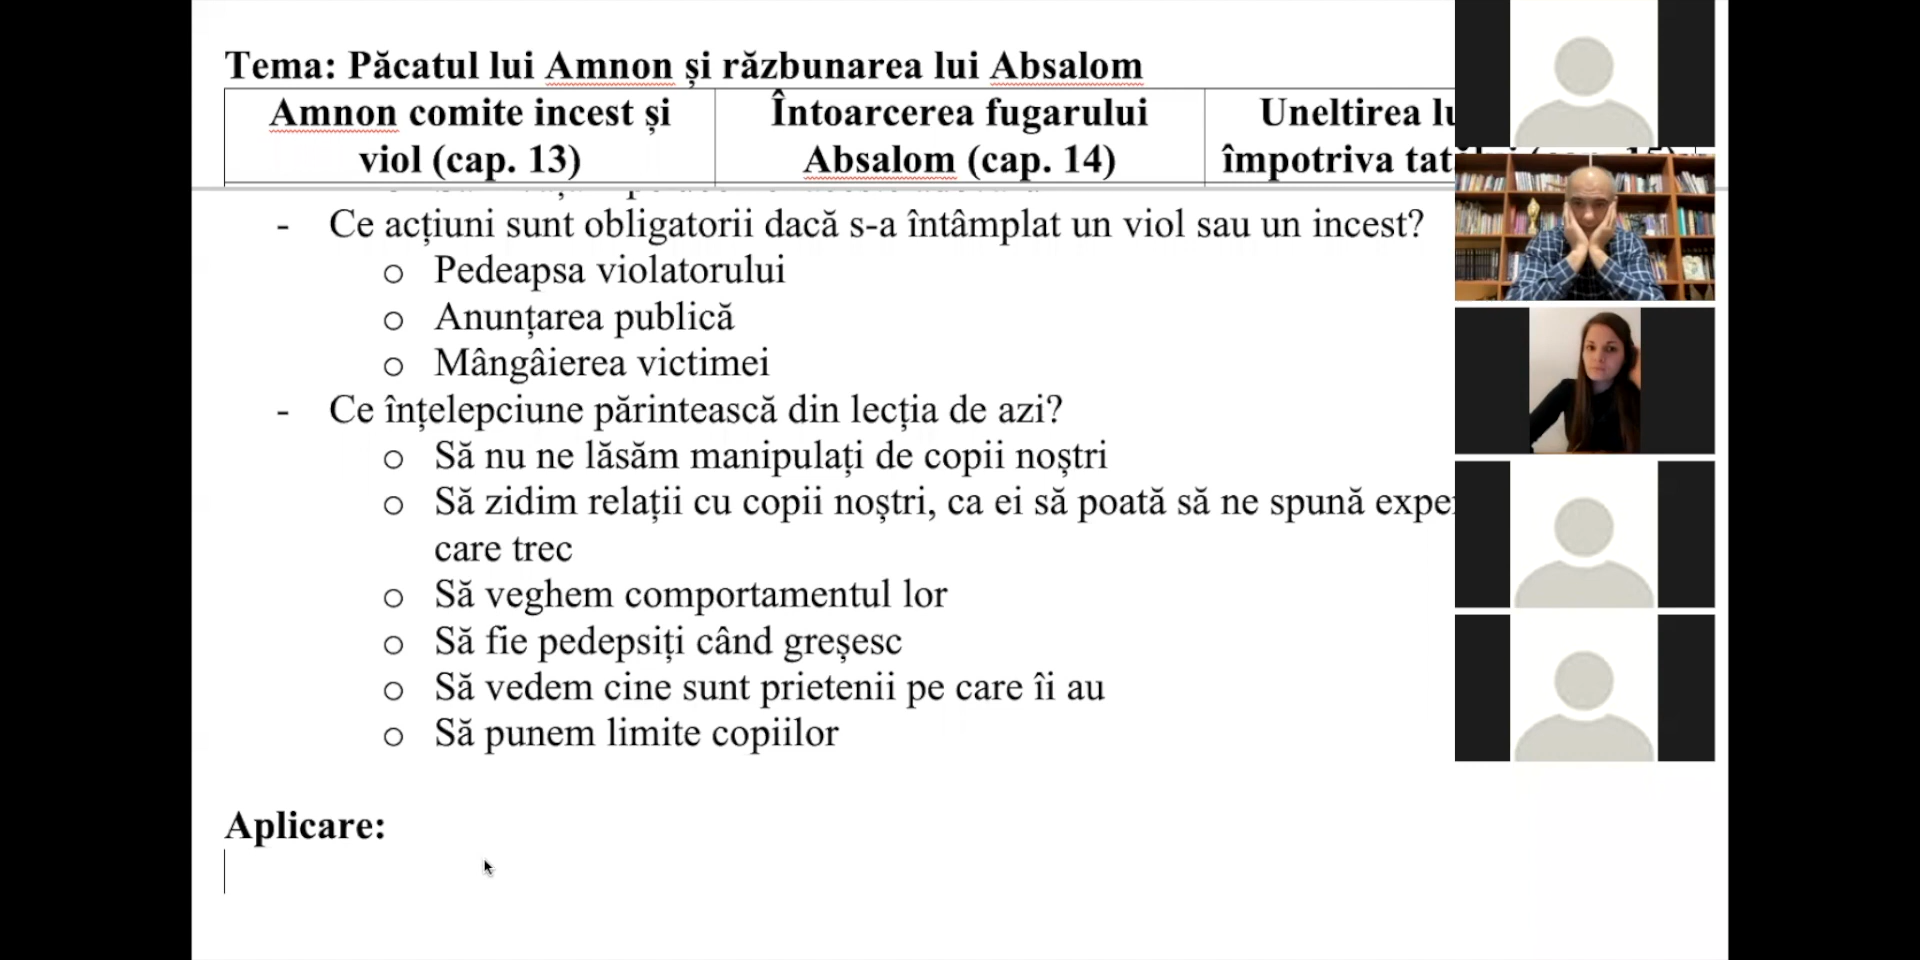 Tema: Păcatul lui Amnon și răzbunarea lui Absalom
Amnon comite incest și
viol (cap. 13)
Întoarcerea fugarului
Absalom (cap. 14)
Uneltirea
împotriva
- Ce acțiuni sunt obligatorii dacă s-a întâmplat un viol sau un incest?
o Pedeapsa violatorului
o Anunțarea publică
o Mângâierea victimei
- Ce înțelepciune părintească din lecția de azi?
o Să nu ne lăsăm manipulați de copii noștri
o Să zidim relații cu copii noștri, ca ei să poată să ne spună
care trec
o Să veghem comportamentul lor
o Să fie pedepsiți când greșesc
o Să vedem cine sunt prietenii pe care îi au
o Să punem limite copiilor
Aplicare: